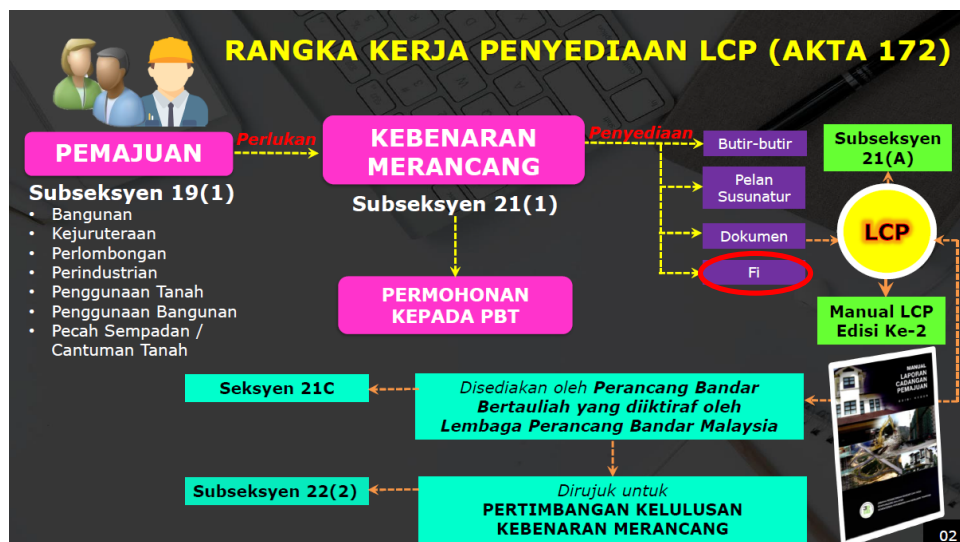 RANGKA KERJA PENYEDIAAN LCP (AKTA 172)
PEMAJUAN
Perlukan
KEBENARAN
MERANCANG
Penyediaan
Subseksyen 19(1)
• Bangunan
• Kejuruteraan
• Perlombongan
• Perindustrian
• Penggunaan Tanah
• Penggunaan Bangunan
• Pecah Sempadan /
Cantuman Tanah
Subseksyen 21(1)
PERMOHONAN
KEPADA PBT
Butir-butir
Pelan
Susunatur
Dokumen
Fi
Subseksyen
21(A)
LCP
Manual LCP
Edisi Ke-2
Seksyen 21C
Disediakan oleh Perancang Bandar
Bertauliah yang diiktiraf oleh
Lembaga Perancang Bandar Malaysia
Subseksyen 22(2)
Dirujuk untuk
PERTIMBANGAN KELULUSAN
KEBENARAN MERANCANG
MANUAL
LAPORAN
CADANGAN
PEMAJUAN
02